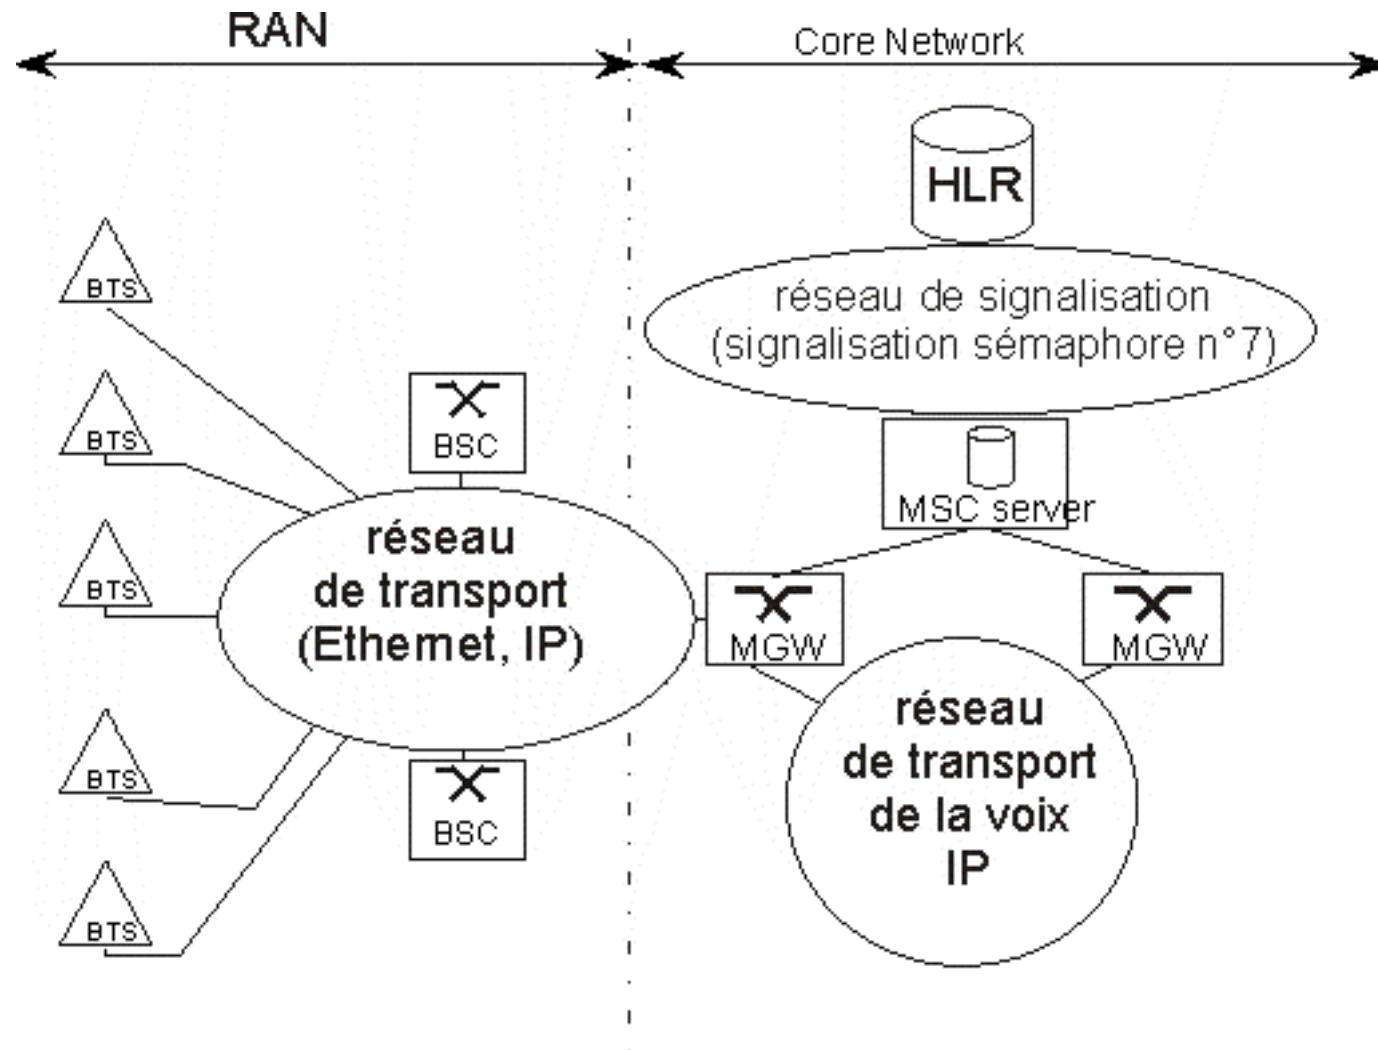 RAN
Core Network
HLR
réseau de signalisation
(signalisation sémaphore n°7)
BTS
BTS
BSC
MSC server
réseau
de transport
(Ethernet, IP)
BTS
MGW
MGW
réseau
de transport
de la voix
IP
BTS
BSC
BTS